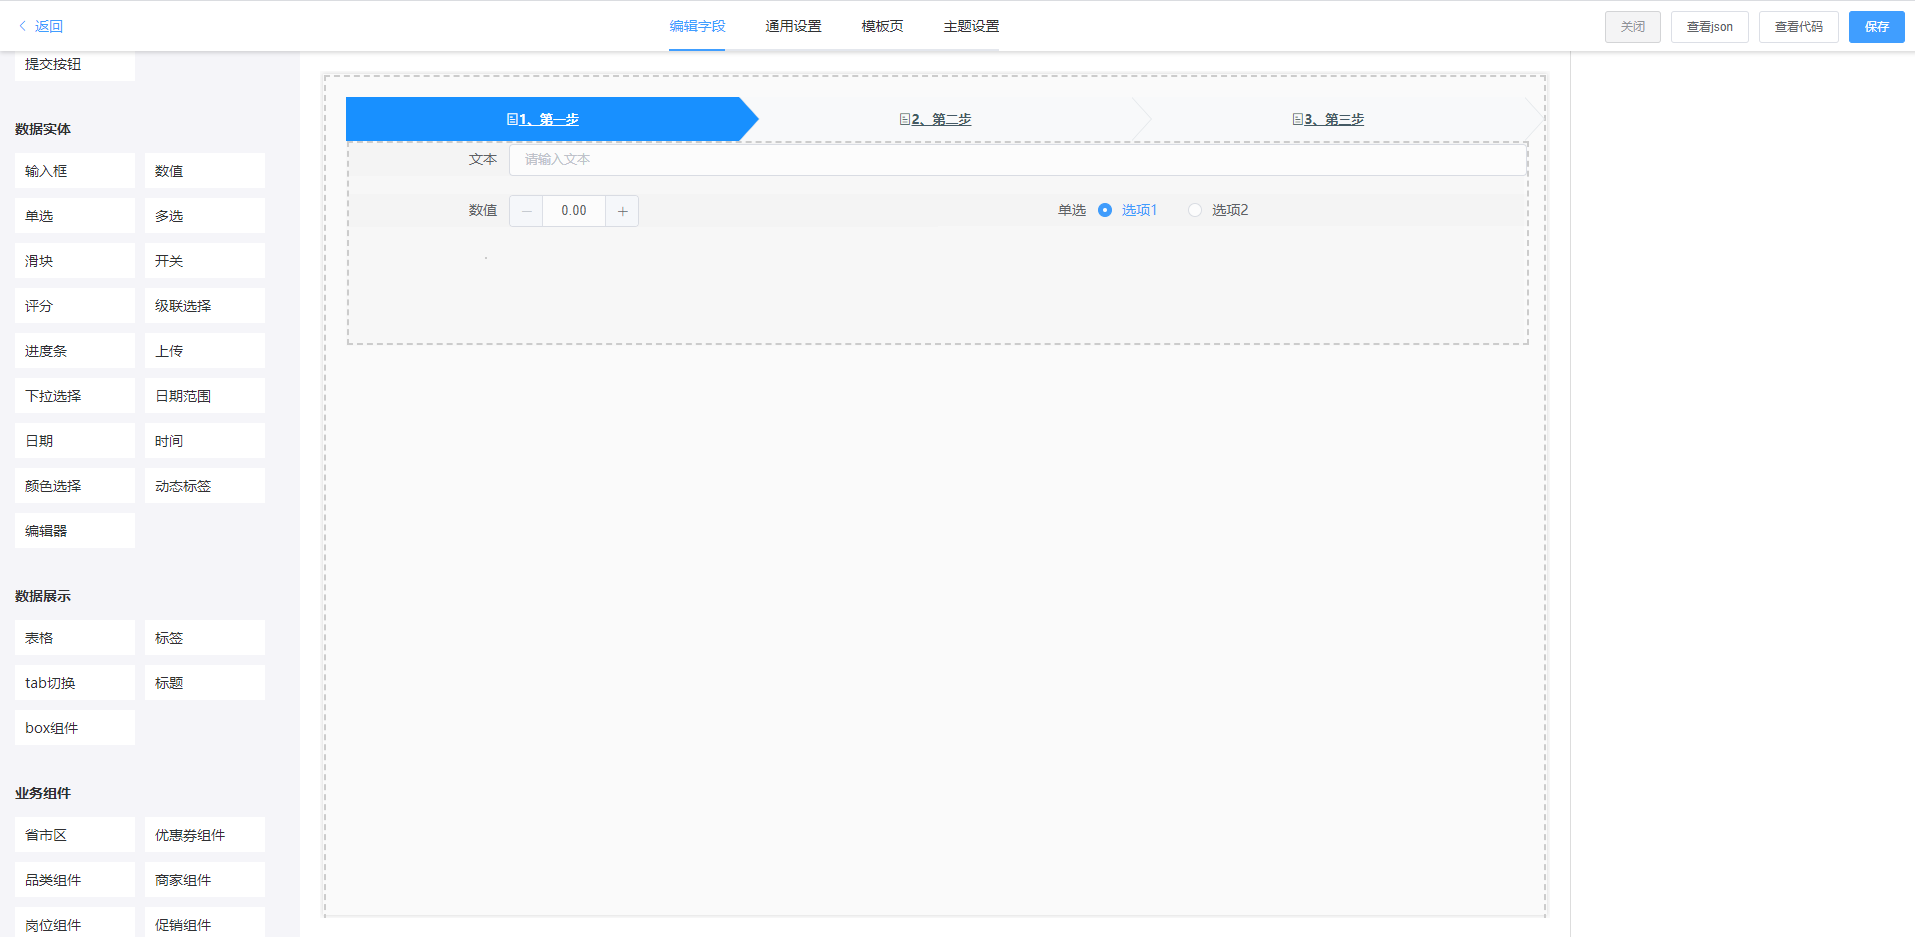 返回
编辑字段 通用设置 模板页 主题设置
关闭 查看json 查看代码 保存
提交按钮
数据实体
输入框 数值
单选 多选
滑块 开关
评分 级联选择
进度条 上传
下拉选择 日期范围
日期 时间
颜色选择 动态标签
编辑器
数据展示
表格 标签
tab切换 标题
box组件
业务组件
省市区 优惠券组件
品类组件 商家组件
岗位组件 促销组件
1、第一步 2、第二步 3、第三步
文本 请输入文本
数值 0.00 单选 选项1 选项2